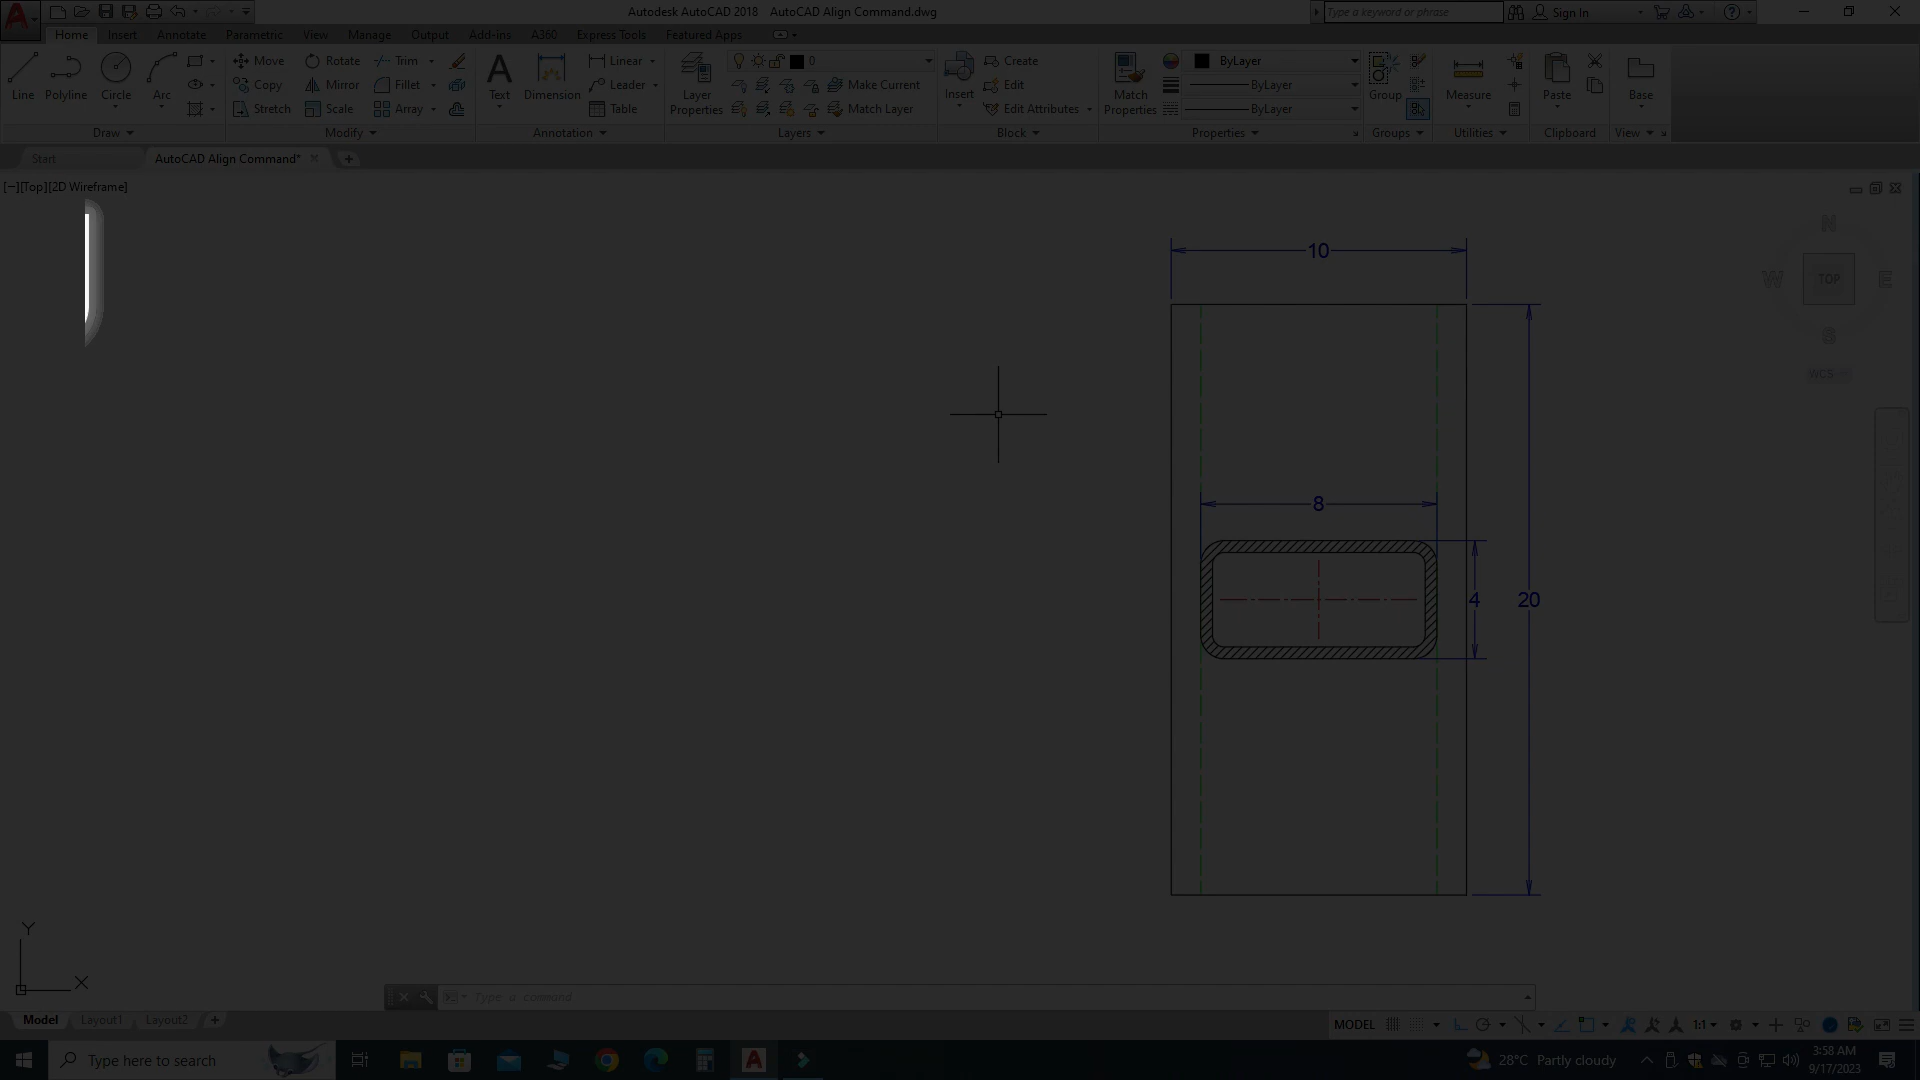 Autodesk AutoCAD 2018 AutoCAD Align Command.dwg
Type a keyword or phrase
Sign In
Home Insert Annotate Parametric View Manage Output Add-ins A360 Express Tools Featured Apps
Line Polyline Circle Arc
Move Rotate Trim
Copy Mirror Fillet
Stretch Scale Array
Text Dimension
Linear
Leader
Table
Layer Properties
0
Make Current
Match Layer
Insert
Create
Edit
Edit Attributes
Match Properties
ByLayer
ByLayer
ByLayer
Group
Measure
Paste
Base
Draw Modify Annotation Layers Block Properties Groups Utilities Clipboard View
Start AutoCAD Align Command*
[−][Top][2D Wireframe]
N
W TOP E
S
WCS
10
8
4
20
Y
X
Type a command
Model Layout1 Layout2
MODEL 1:1
Type here to search
28°C Partly cloudy
3:58 AM
9/17/2023